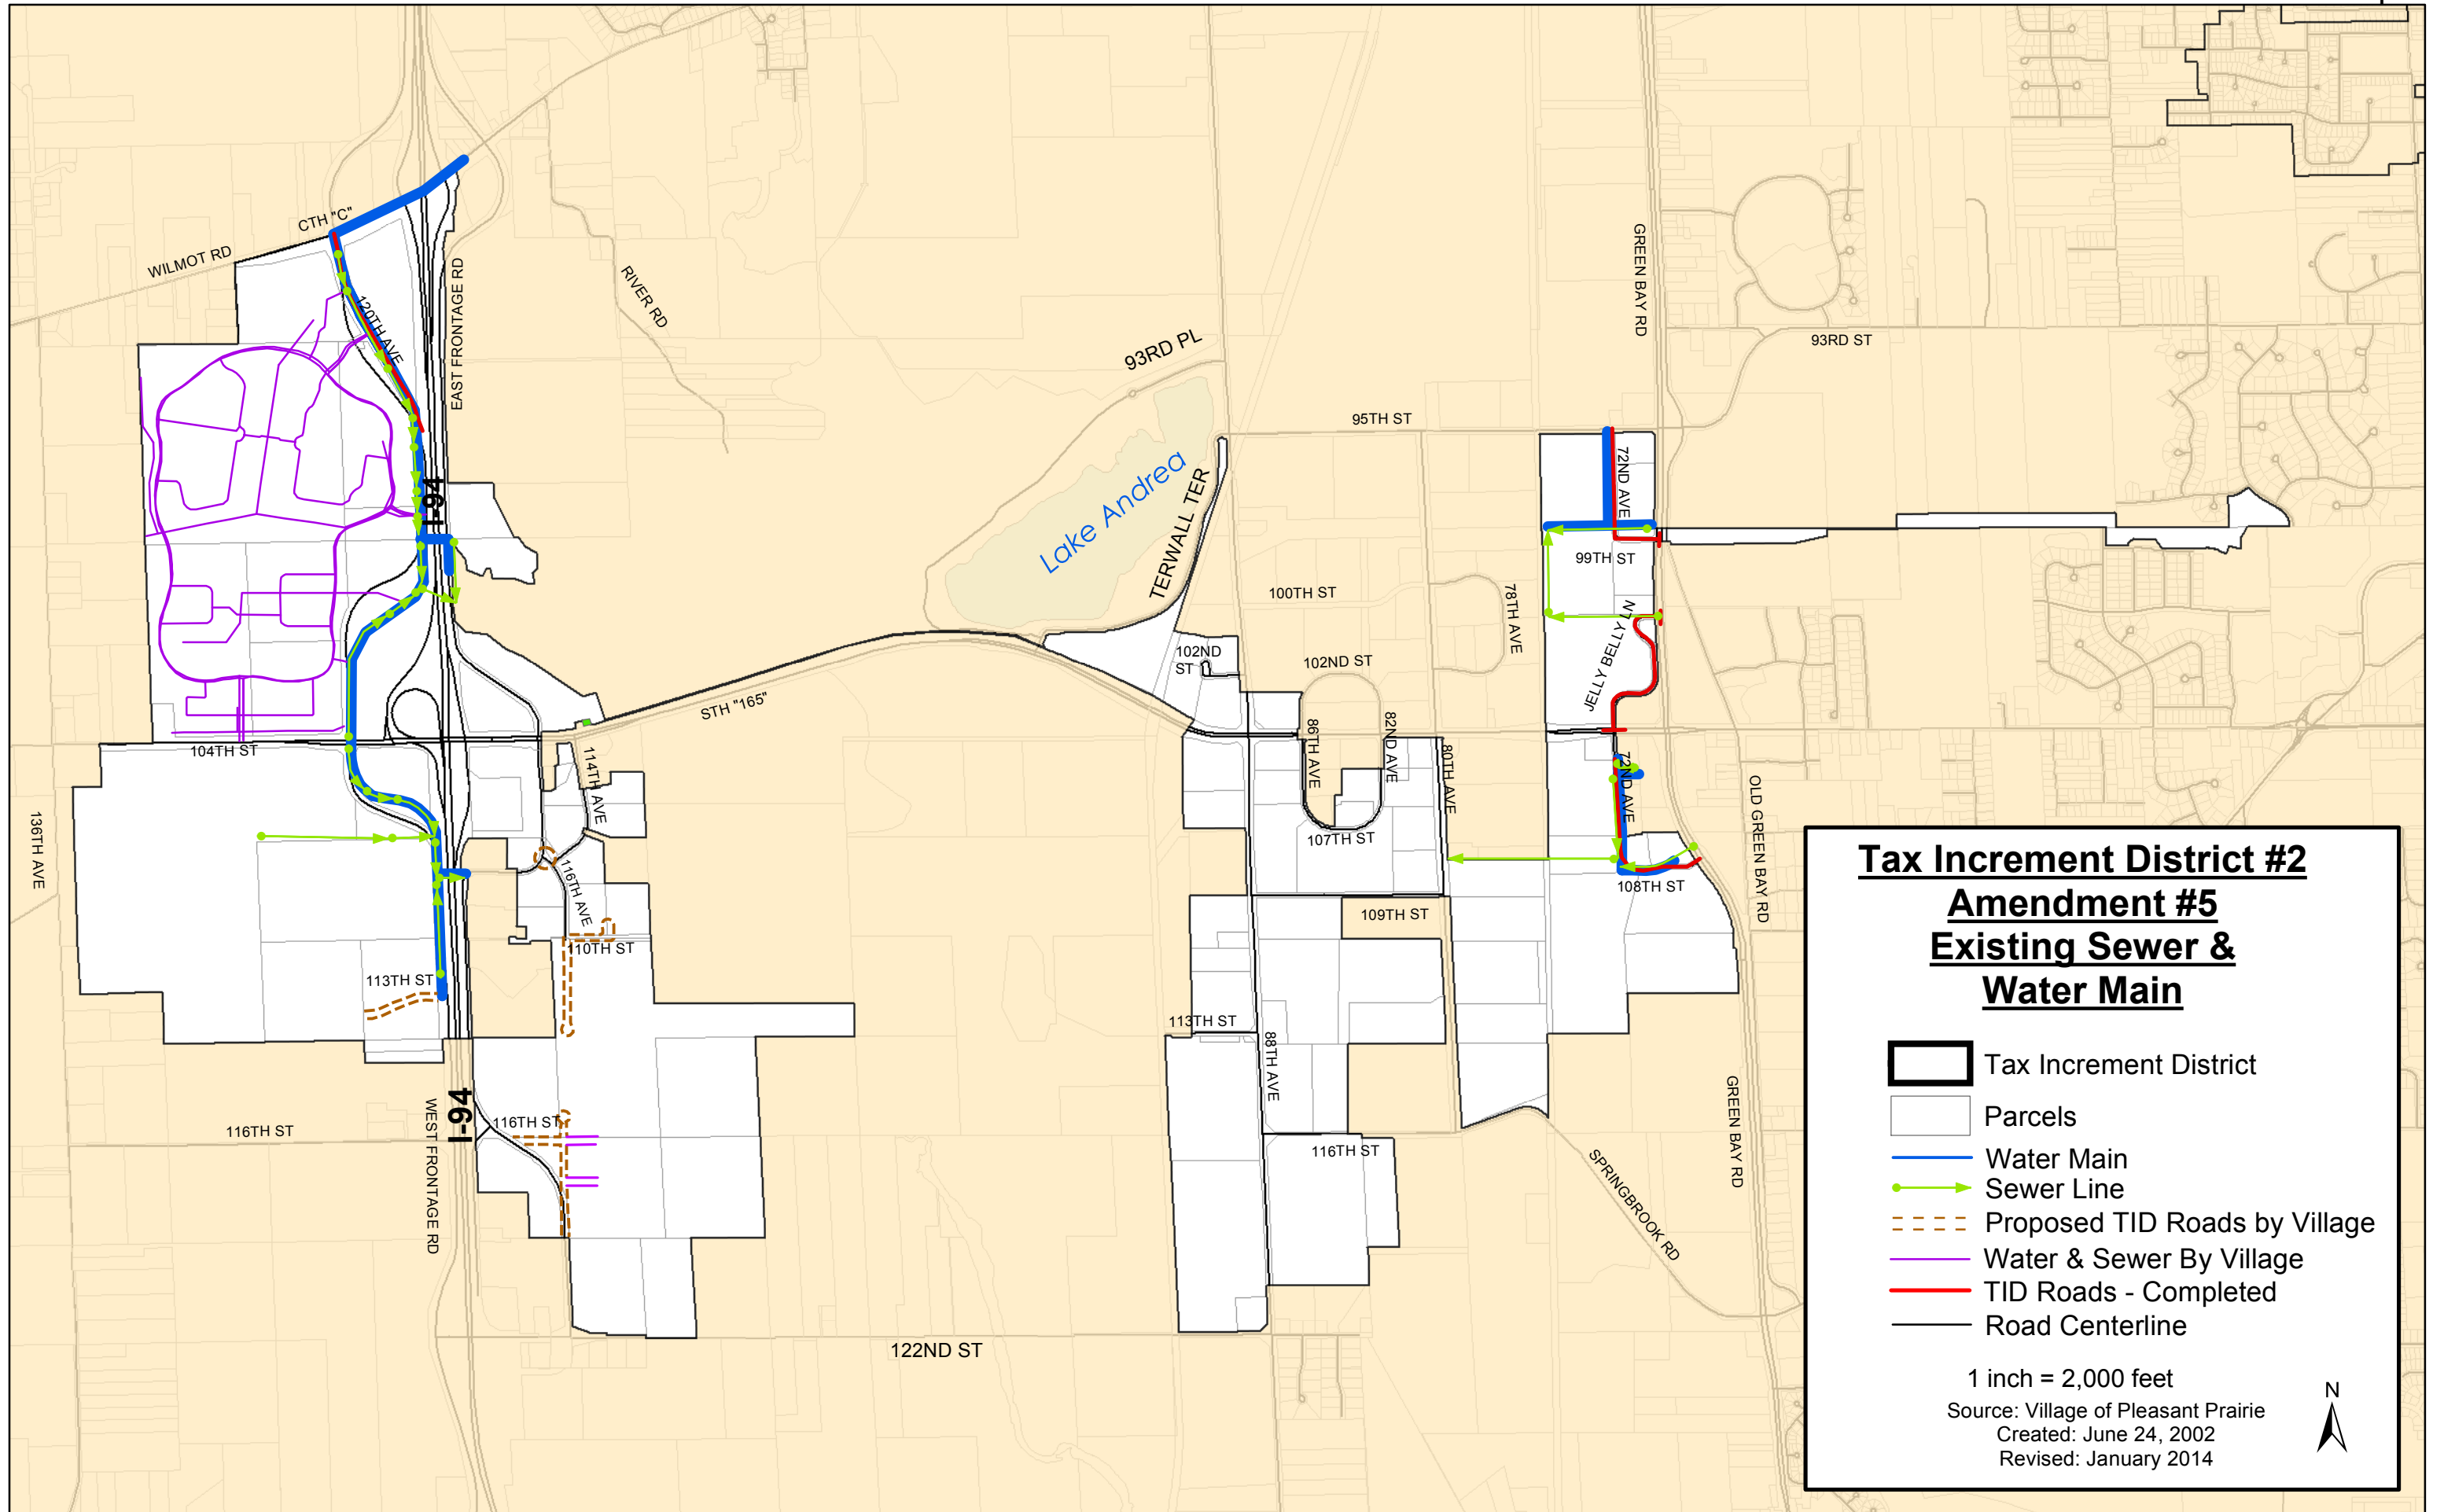 CTH "C"
WILMOT RD
120TH AVE
EAST FRONTAGE RD
RIVER RD
GREEN BAY RD
93RD PL
93RD ST
95TH ST
72ND AVE
Lake Andrea
TERWALL TER
I-94
99TH ST
100TH ST
78TH AVE
JELLY BELLY LN
102ND
ST
102ND ST
STH "165"
104TH ST
114TH AVE
86TH AVE
82ND AVE
80TH AVE
72ND AVE
OLD GREEN BAY RD
136TH AVE
107TH ST
116TH AVE
108TH ST
109TH ST
110TH ST
113TH ST
113TH ST
88TH AVE
I-94
WEST FRONTAGE RD
116TH ST
116TH ST
116TH ST
GREEN BAY RD
SPRINGBROOK RD
122ND ST
Tax Increment District #2
Amendment #5
Existing Sewer &
Water Main
Tax Increment District
Parcels
Water Main
Sewer Line
Proposed TID Roads by Village
Water & Sewer By Village
TID Roads - Completed
Road Centerline
1 inch = 2,000 feet
N
Source: Village of Pleasant Prairie
Created: June 24, 2002
Revised: January 2014